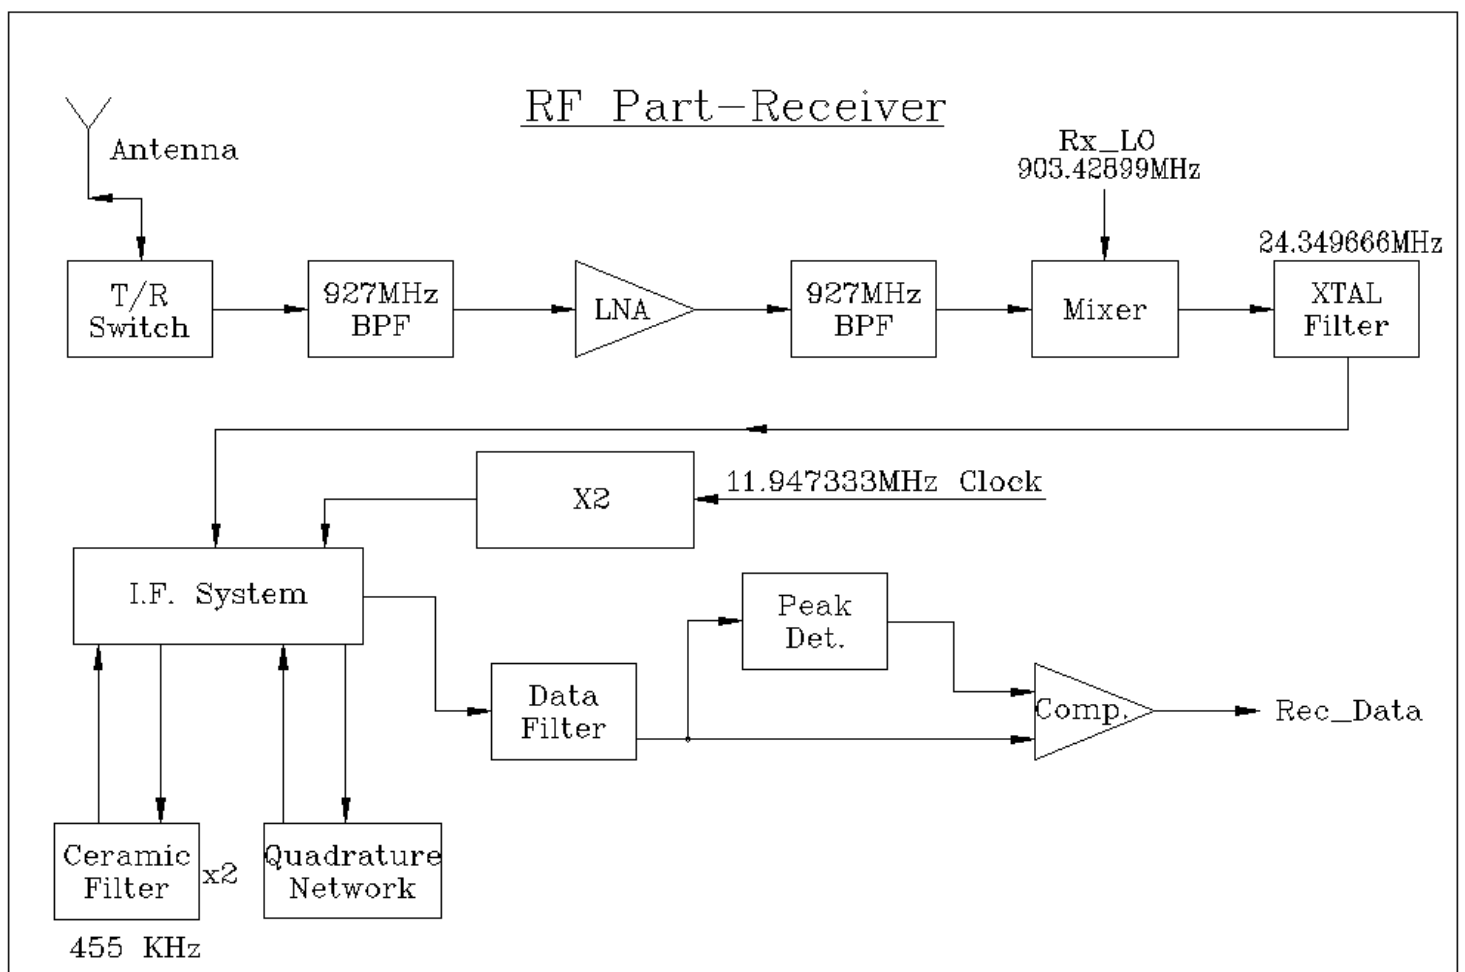 RF Part-Receiver
Antenna
Rx_LO
903.42899MHz
24.349666MHz
T/R
Switch
927MHz
BPF
LNA
927MHz
BPF
Mixer
XTAL
Filter
X2
11.947333MHz Clock
I.F. System
Peak
Det.
Data
Filter
Comp.
Rec_Data
Ceramic
Filter
x2
Quadrature
Network
455 KHz